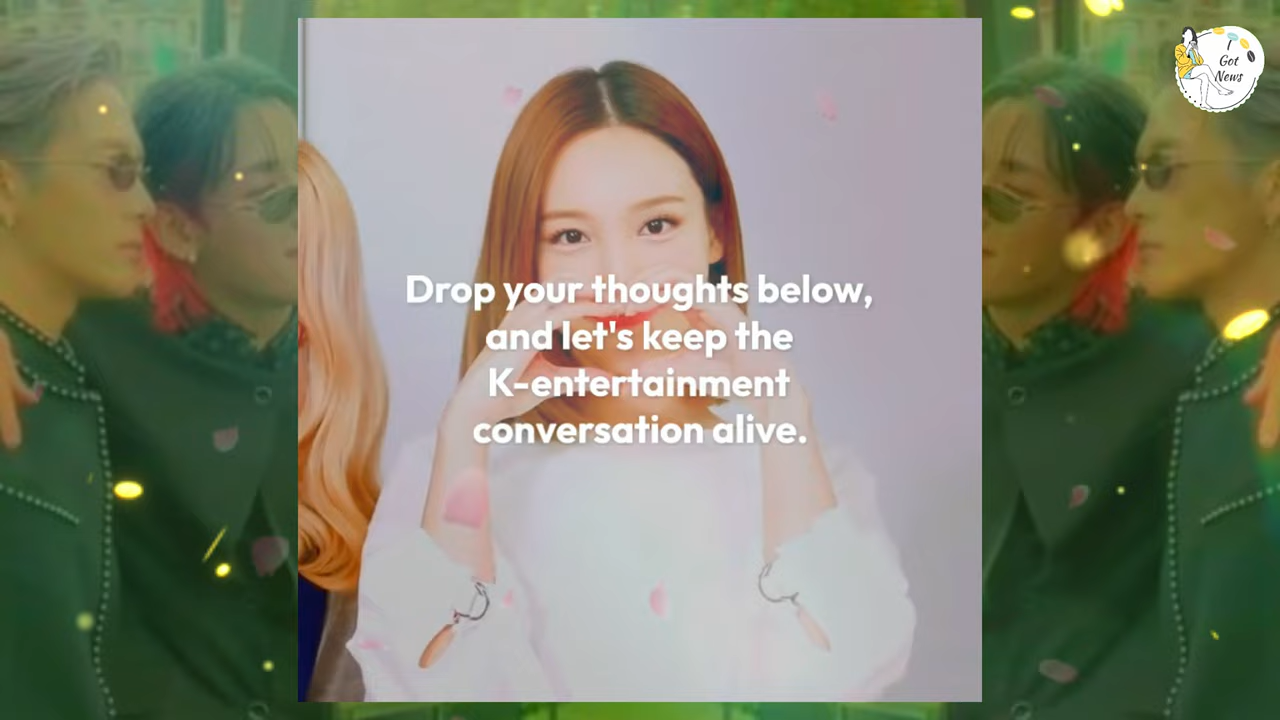 Drop your thoughts below,
and let's keep the
K-entertainment
conversation alive.
I
Got
News